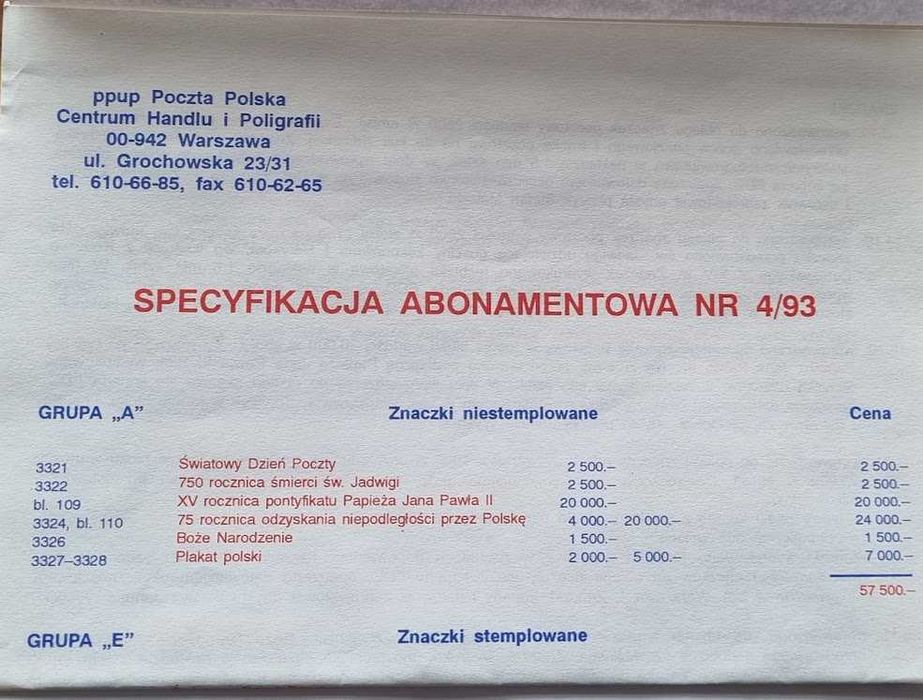 ppup Poczta Polska
Centrum Handlu i Poligrafii
00-942 Warszawa
ul. Grochowska 23/31
tel. 610-66-85, fax 610-62-65
SPECYFIKACJA ABONAMENTOWA NR 4/93
GRUPA „A” Znaczki niestemplowane Cena
3321 Światowy Dzień Poczty 2 500.– 2 500.–
3322 750 rocznica śmierci św. Jadwigi 2 500.– 2 500.–
bl. 109 XV rocznica pontyfikatu Papieża Jana Pawła II 20 000.– 20 000.–
3324, bl. 110 75 rocznica odzyskania niepodległości przez Polskę 4 000.– 20 000.– 24 000.–
3326 Boże Narodzenie 1 500.– 1 500.–
3327–3328 Plakat polski 2 000.– 5 000.– 7 000.–
57 500.–
GRUPA „E” Znaczki stemplowane